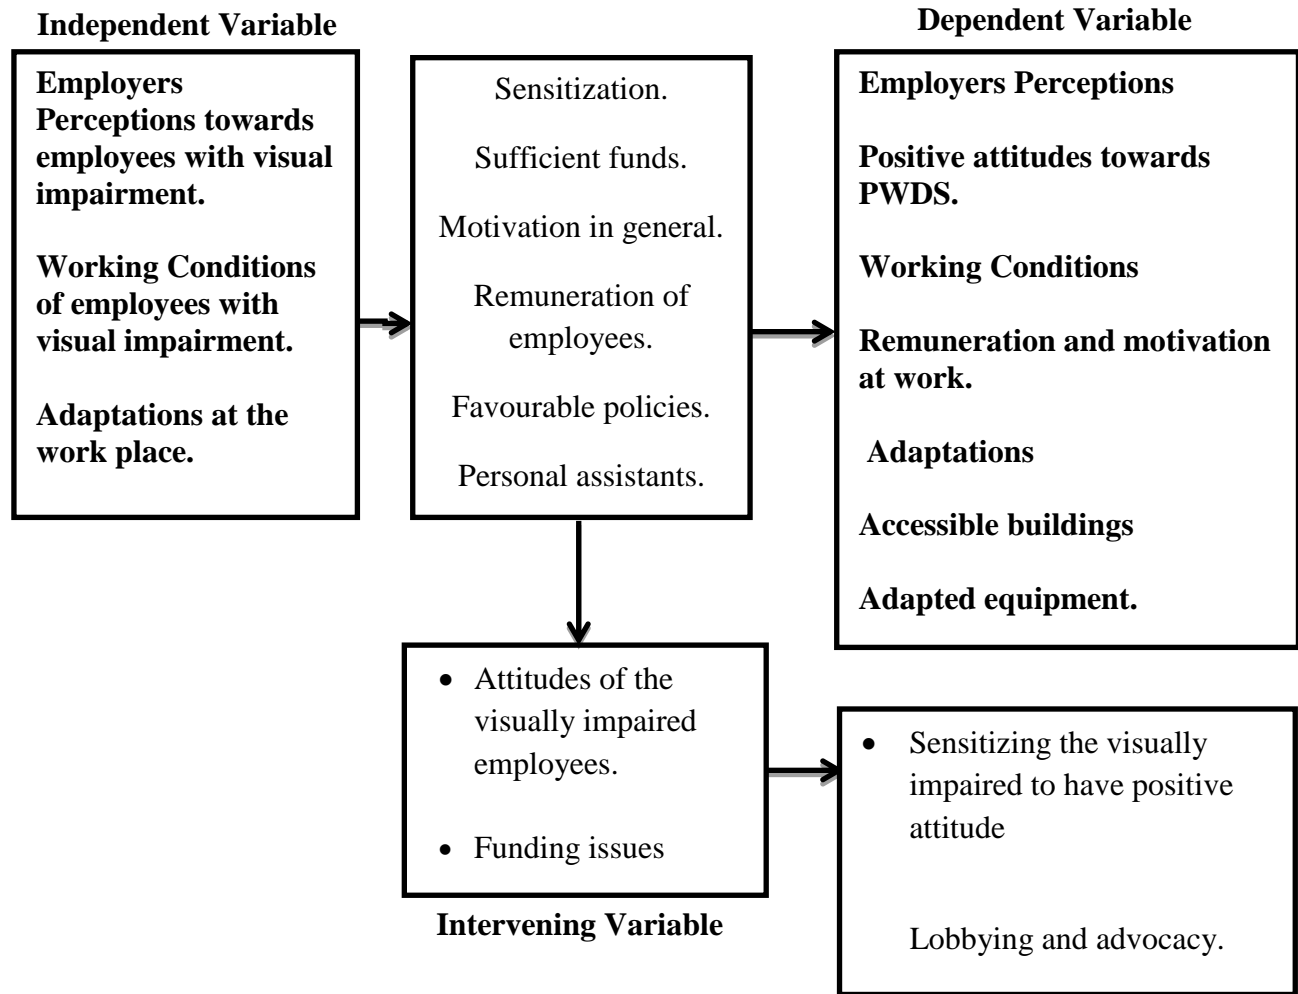 Independent Variable
Employers
Perceptions towards
employees with visual
impairment.
Working Conditions
of employees with
visual impairment.
Adaptations at the
work place.
Sensitization.
Sufficient funds.
Motivation in general.
Remuneration of
employees.
Favourable policies.
Personal assistants.
Dependent Variable
Employers Perceptions
Positive attitudes towards
PWDS.
Working Conditions
Remuneration and motivation
at work.
Adaptations
Accessible buildings
Adapted equipment.
• Attitudes of the
visually impaired
employees.
• Funding issues
Intervening Variable
• Sensitizing the visually
impaired to have positive
attitude
Lobbying and advocacy.